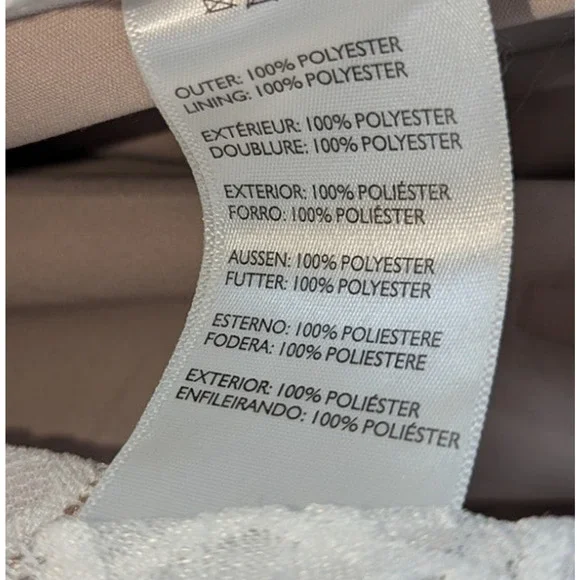 OUTER: 100% POLYESTER
LINING: 100% POLYESTER
EXTÉRIEUR: 100% POLYESTER
DOUBLURE: 100% POLYESTER
EXTERIOR: 100% POLIÉSTER
FORRO: 100% POLIÉSTER
AUSSEN: 100% POLYESTER
FUTTER: 100% POLYESTER
ESTERNO: 100% POLIESTERE
FODERA: 100% POLIESTERE
EXTERIOR: 100% POLIÉSTER
ENFILEIRANDO: 100% POLIÉSTER